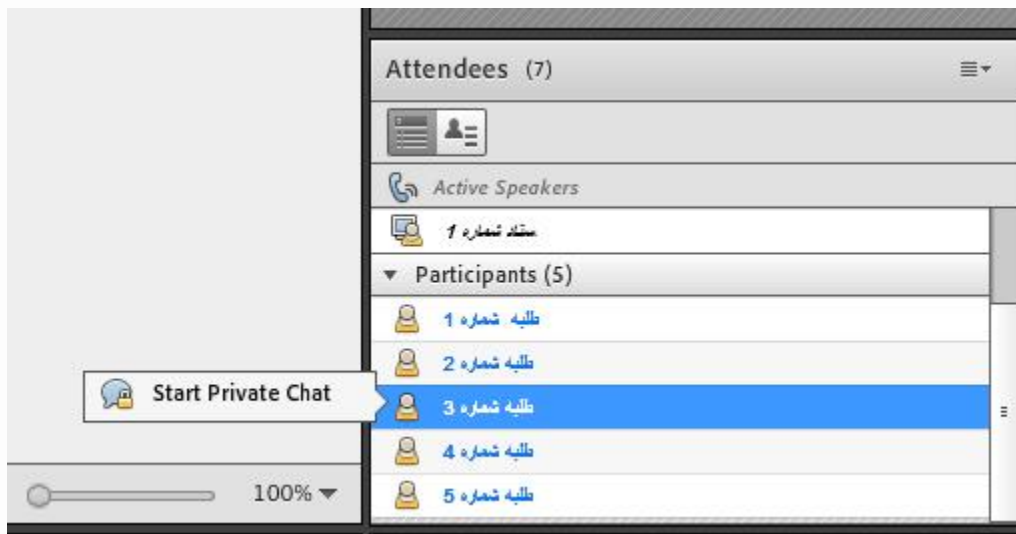 Attendees (7)
Active Speakers
ستاد شماره 1
Participants (5)
طلبه شماره 1
طلبه شماره 2
Start Private Chat
طلبه شماره 3
طلبه شماره 4
طلبه شماره 5
100%